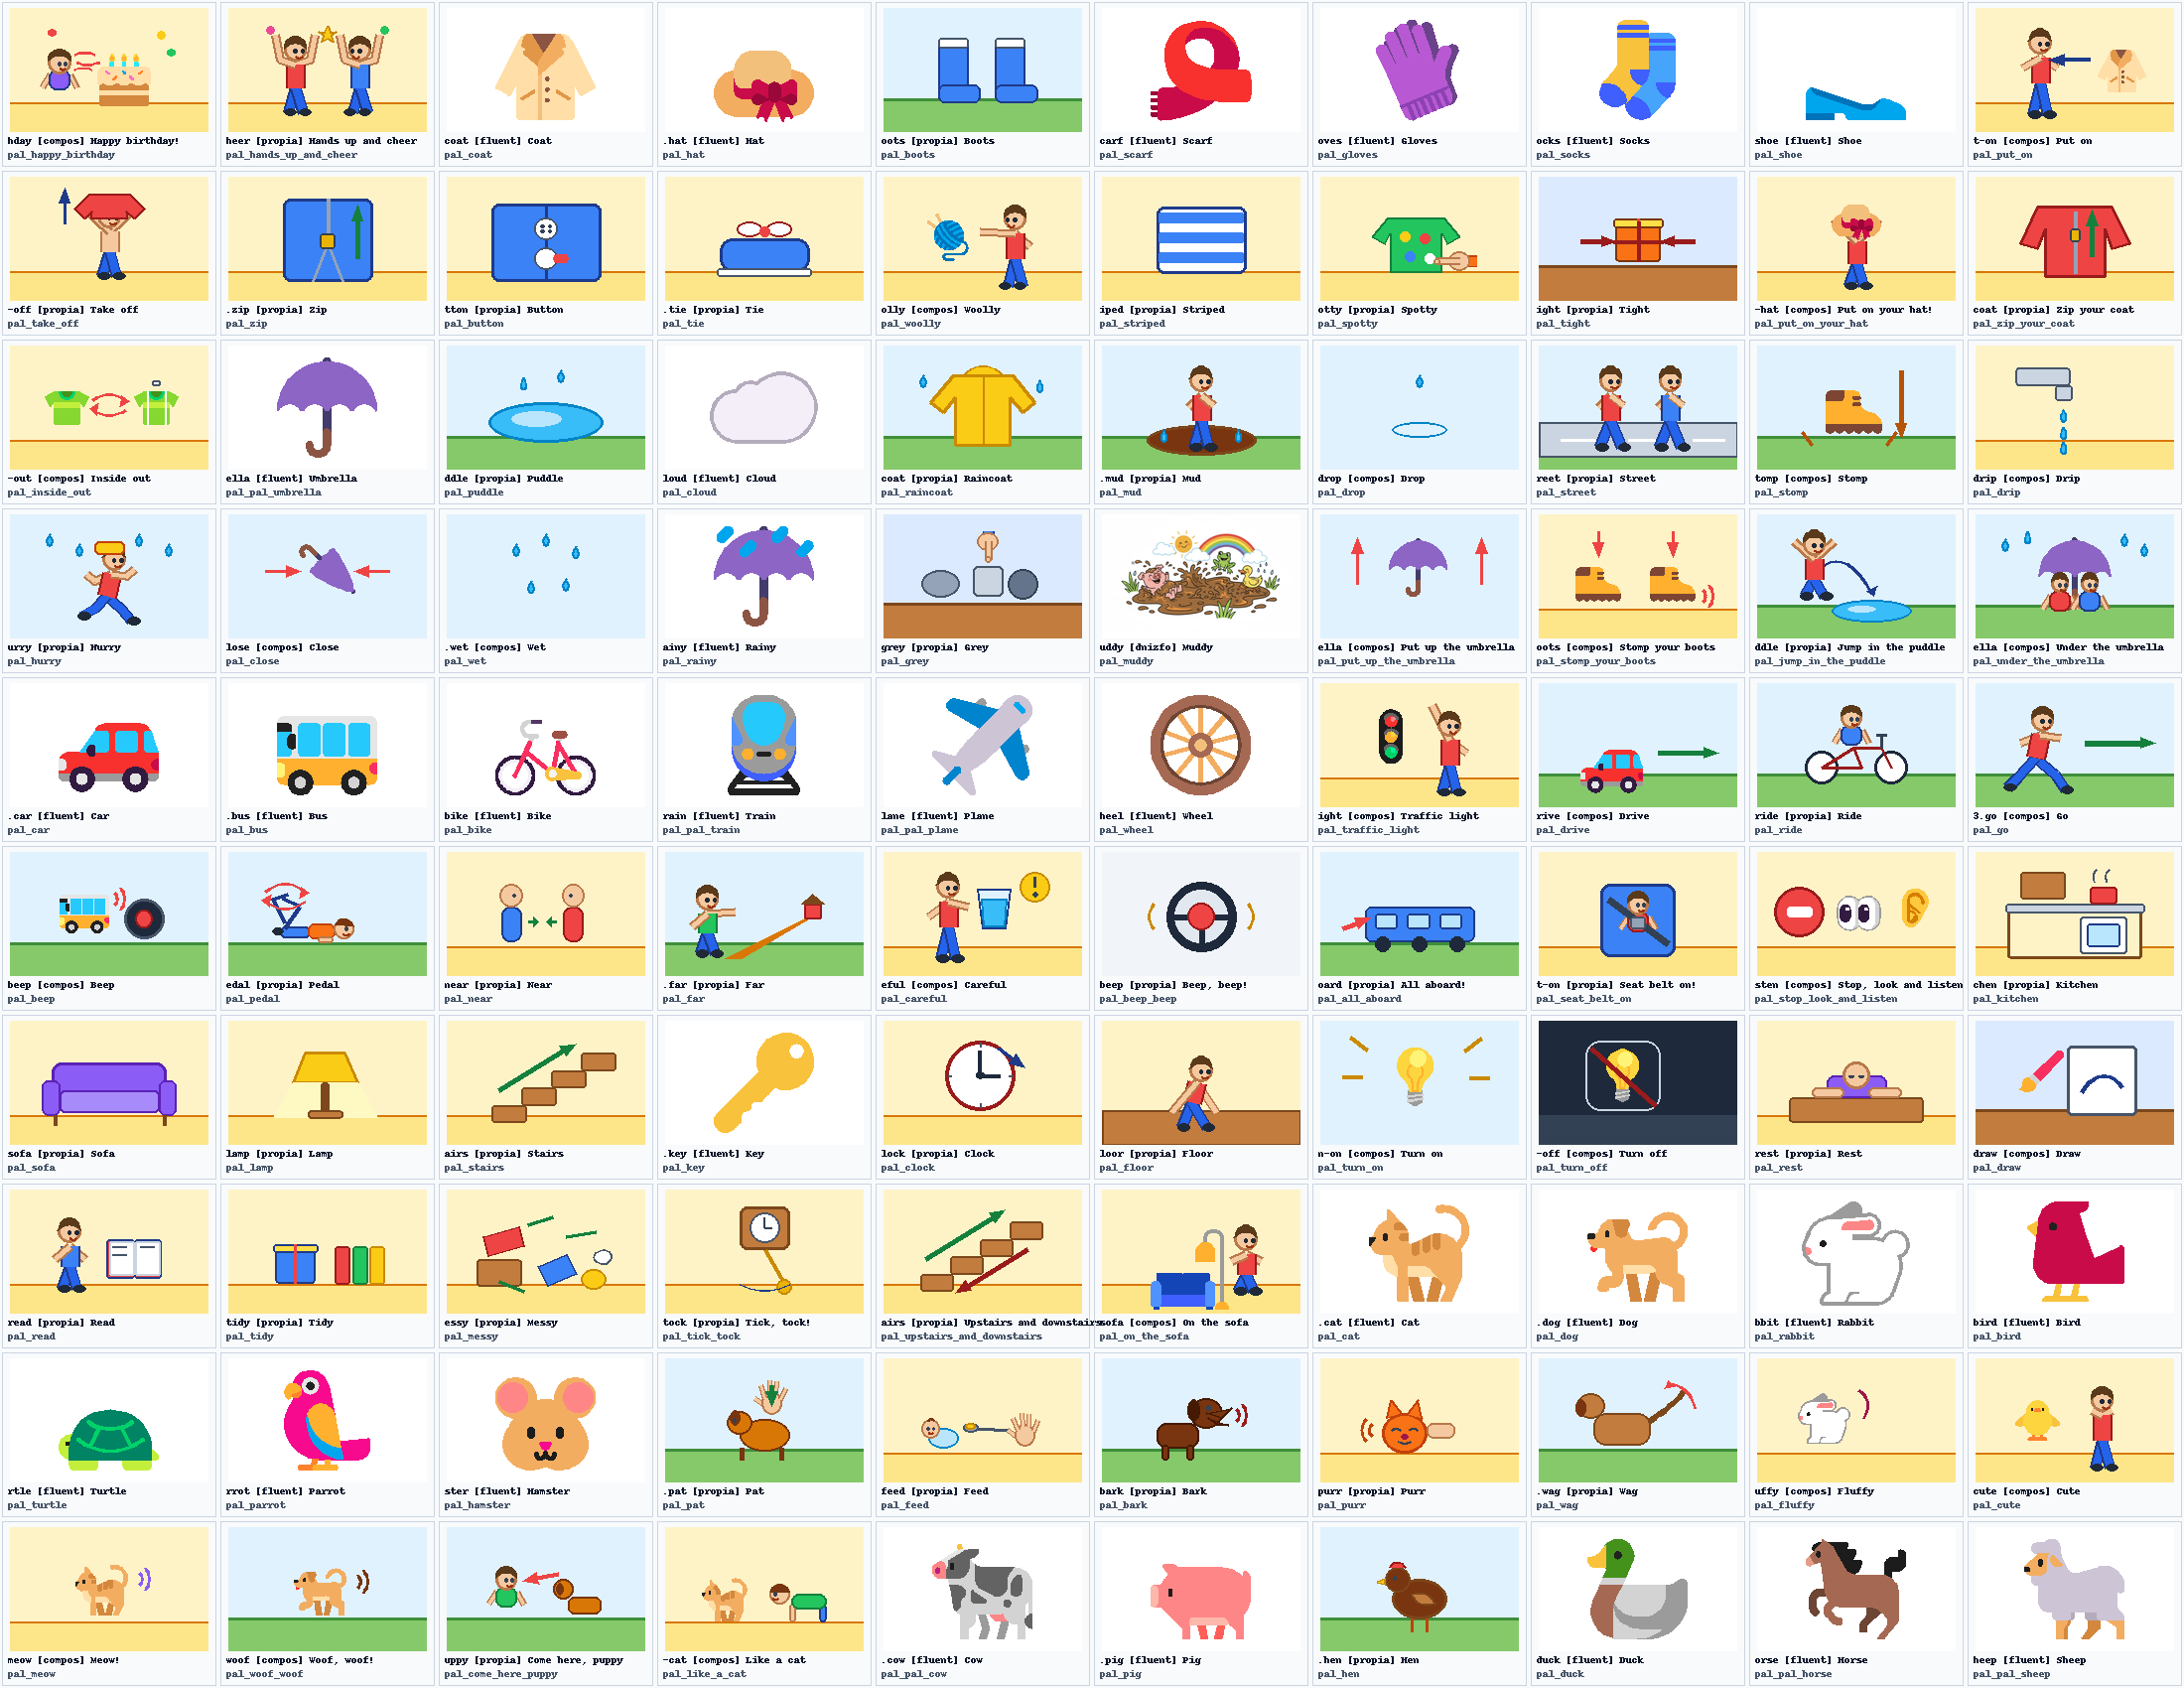 hday [compos] Happy birthday!
pal_happy_birthday
heer [propia] Hands up and cheer
pal_hands_up_and_cheer
coat [fluent] Coat
pal_coat
.hat [fluent] Hat
pal_hat
oots [propia] Boots
pal_boots
carf [fluent] Scarf
pal_scarf
oves [fluent] Gloves
pal_gloves
ocks [fluent] Socks
pal_socks
shoe [fluent] Shoe
pal_shoe
t-on [compos] Put on
pal_put_on
-off [propia] Take off
pal_take_off
.zip [propia] Zip
pal_zip
tton [propia] Button
pal_button
.tie [propia] Tie
pal_tie
olly [compos] Woolly
pal_woolly
iped [propia] Striped
pal_striped
otty [propia] Spotty
pal_spotty
ight [propia] Tight
pal_tight
-hat [compos] Put on your hat!
pal_put_on_your_hat
coat [propia] Zip your coat
pal_zip_your_coat
-out [compos] Inside out
pal_inside_out
ella [fluent] Umbrella
pal_pal_umbrella
ddle [propia] Puddle
pal_puddle
loud [fluent] Cloud
pal_cloud
coat [propia] Raincoat
pal_raincoat
.mud [propia] Mud
pal_mud
drop [compos] Drop
pal_drop
reet [propia] Street
pal_street
tomp [compos] Stomp
pal_stomp
drip [compos] Drip
pal_drip
urry [propia] Hurry
pal_hurry
lose [compos] Close
pal_close
.wet [compos] Wet
pal_wet
ainy [fluent] Rainy
pal_rainy
grey [propia] Grey
pal_grey
uddy [dnizfo] Muddy
pal_muddy
ella [compos] Put up the umbrella
pal_put_up_the_umbrella
oots [compos] Stomp your boots
pal_stomp_your_boots
ddle [propia] Jump in the puddle
pal_jump_in_the_puddle
ella [compos] Under the umbrella
pal_under_the_umbrella
.car [fluent] Car
pal_car
.bus [fluent] Bus
pal_bus
bike [fluent] Bike
pal_bike
rain [fluent] Train
pal_pal_train
lane [fluent] Plane
pal_pal_plane
heel [fluent] Wheel
pal_wheel
ight [compos] Traffic light
pal_traffic_light
rive [compos] Drive
pal_drive
ride [propia] Ride
pal_ride
3.go [compos] Go
pal_go
beep [compos] Beep
pal_beep
edal [propia] Pedal
pal_pedal
near [propia] Near
pal_near
.far [propia] Far
pal_far
eful [compos] Careful
pal_careful
beep [propia] Beep, beep!
pal_beep_beep
oard [propia] All aboard!
pal_all_aboard
t-on [propia] Seat belt on!
pal_seat_belt_on
sten [compos] Stop, look and listen
pal_stop_look_and_listen
chen [propia] Kitchen
pal_kitchen
sofa [propia] Sofa
pal_sofa
lamp [propia] Lamp
pal_lamp
airs [propia] Stairs
pal_stairs
.key [fluent] Key
pal_key
lock [propia] Clock
pal_clock
loor [propia] Floor
pal_floor
n-on [compos] Turn on
pal_turn_on
-off [compos] Turn off
pal_turn_off
rest [propia] Rest
pal_rest
draw [compos] Draw
pal_draw
read [propia] Read
pal_read
tidy [propia] Tidy
pal_tidy
essy [propia] Messy
pal_messy
tock [propia] Tick, tock!
pal_tick_tock
airs [propia] Upstairs and downstairs
pal_upstairs_and_downstairs
sofa [compos] On the sofa
pal_on_the_sofa
.cat [fluent] Cat
pal_cat
.dog [fluent] Dog
pal_dog
bbit [fluent] Rabbit
pal_rabbit
bird [fluent] Bird
pal_bird
rtle [fluent] Turtle
pal_turtle
rrot [fluent] Parrot
pal_parrot
ster [fluent] Hamster
pal_hamster
.pat [propia] Pat
pal_pat
feed [propia] Feed
pal_feed
bark [propia] Bark
pal_bark
purr [propia] Purr
pal_purr
.wag [propia] Wag
pal_wag
uffy [compos] Fluffy
pal_fluffy
cute [compos] Cute
pal_cute
meow [compos] Meow!
pal_meow
woof [compos] Woof, woof!
pal_woof_woof
uppy [propia] Come here, puppy
pal_come_here_puppy
-cat [compos] Like a cat
pal_like_a_cat
.cow [fluent] Cow
pal_pal_cow
.pig [fluent] Pig
pal_pig
.hen [propia] Hen
pal_hen
duck [fluent] Duck
pal_duck
orse [fluent] Horse
pal_pal_horse
heep [fluent] Sheep
pal_pal_sheep